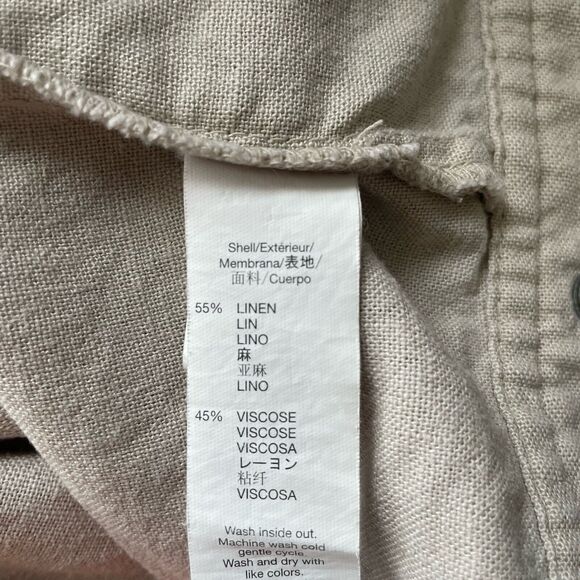 Shell/Extérieur/
Membrana/表地/
面料/Cuerpo
55% LINEN
LIN
LINO
麻
亚麻
LINO
45% VISCOSE
VISCOSE
VISCOSA
レーヨン
粘纤
VISCOSA
Wash inside out.
Machine wash cold
gentle cycle.
Wash and dry with
like colors.